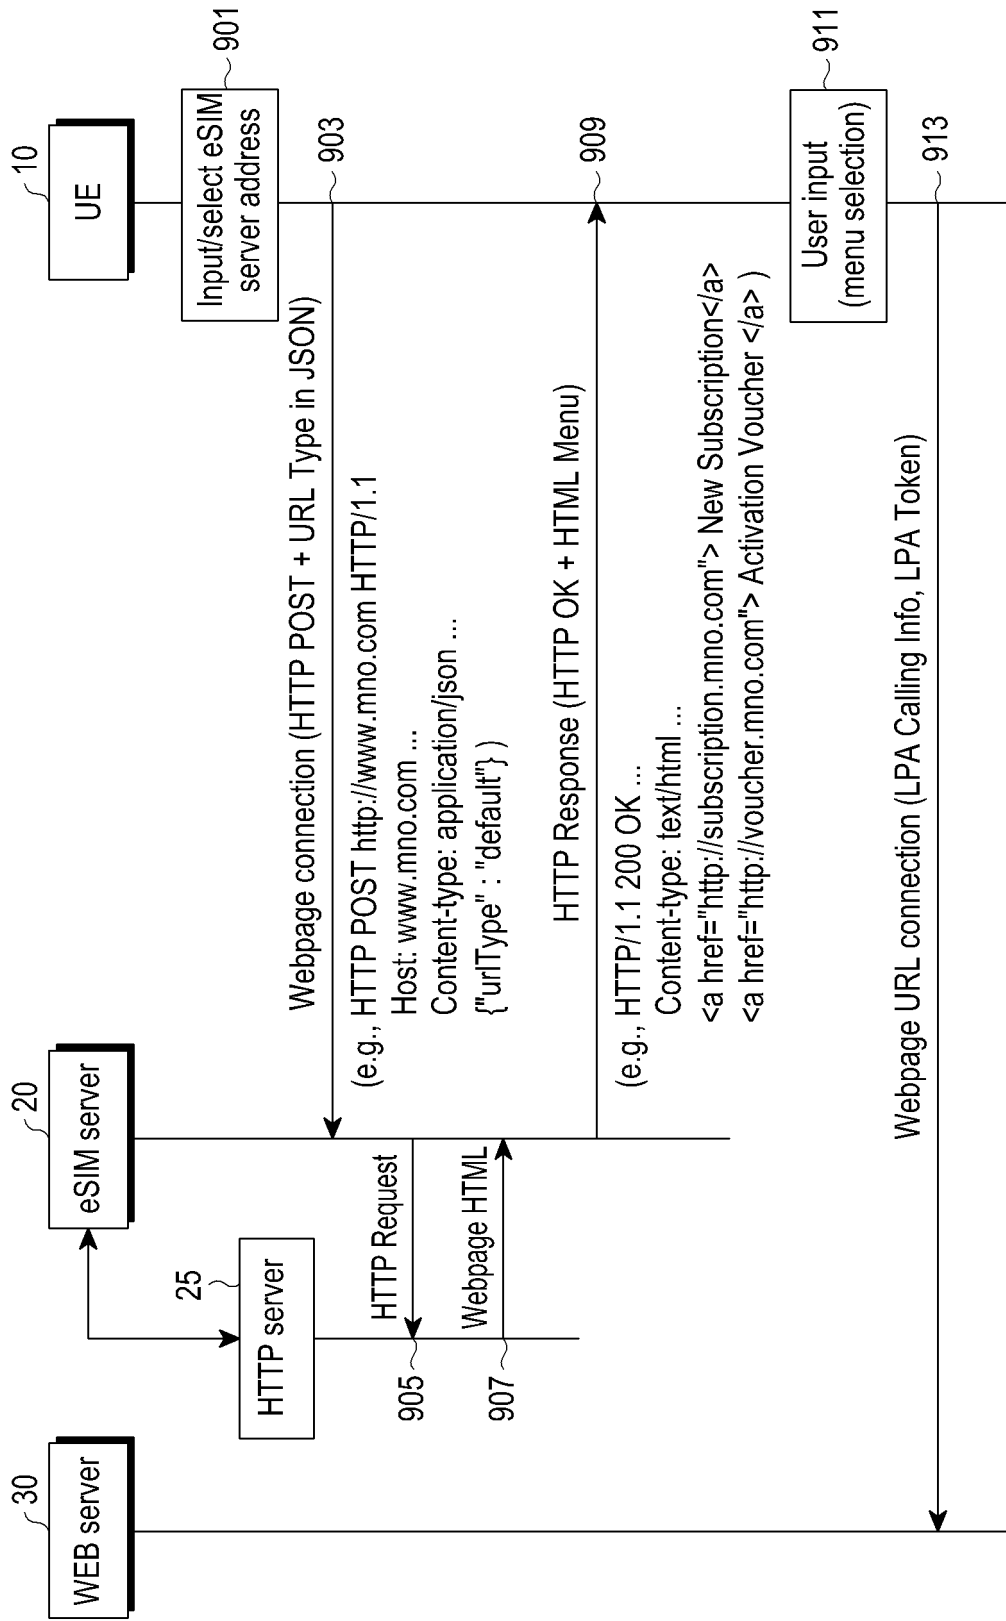 10
UE
20
eSIM server
30
WEB server
25
HTTP server
901
Input/select eSIM
server address
Webpage connection (HTTP POST + URL Type in JSON)
903
(e.g., HTTP POST http://www.mno.com HTTP/1.1
Host: www.mno.com ...
Content-type: application/json ...
{"urlType" : "default"} )
HTTP Request
905
Webpage HTML
907
HTTP Response (HTTP OK + HTML Menu)
909
(e.g., HTTP/1.1 200 OK ...
Content-type: text/html ...
<a href="http://subscription.mno.com"> New Subscription</a>
<a href="http://voucher.mno.com"> Activation Voucher </a> )
911
User input
(menu selection)
Webpage URL connection (LPA Calling Info, LPA Token)
913